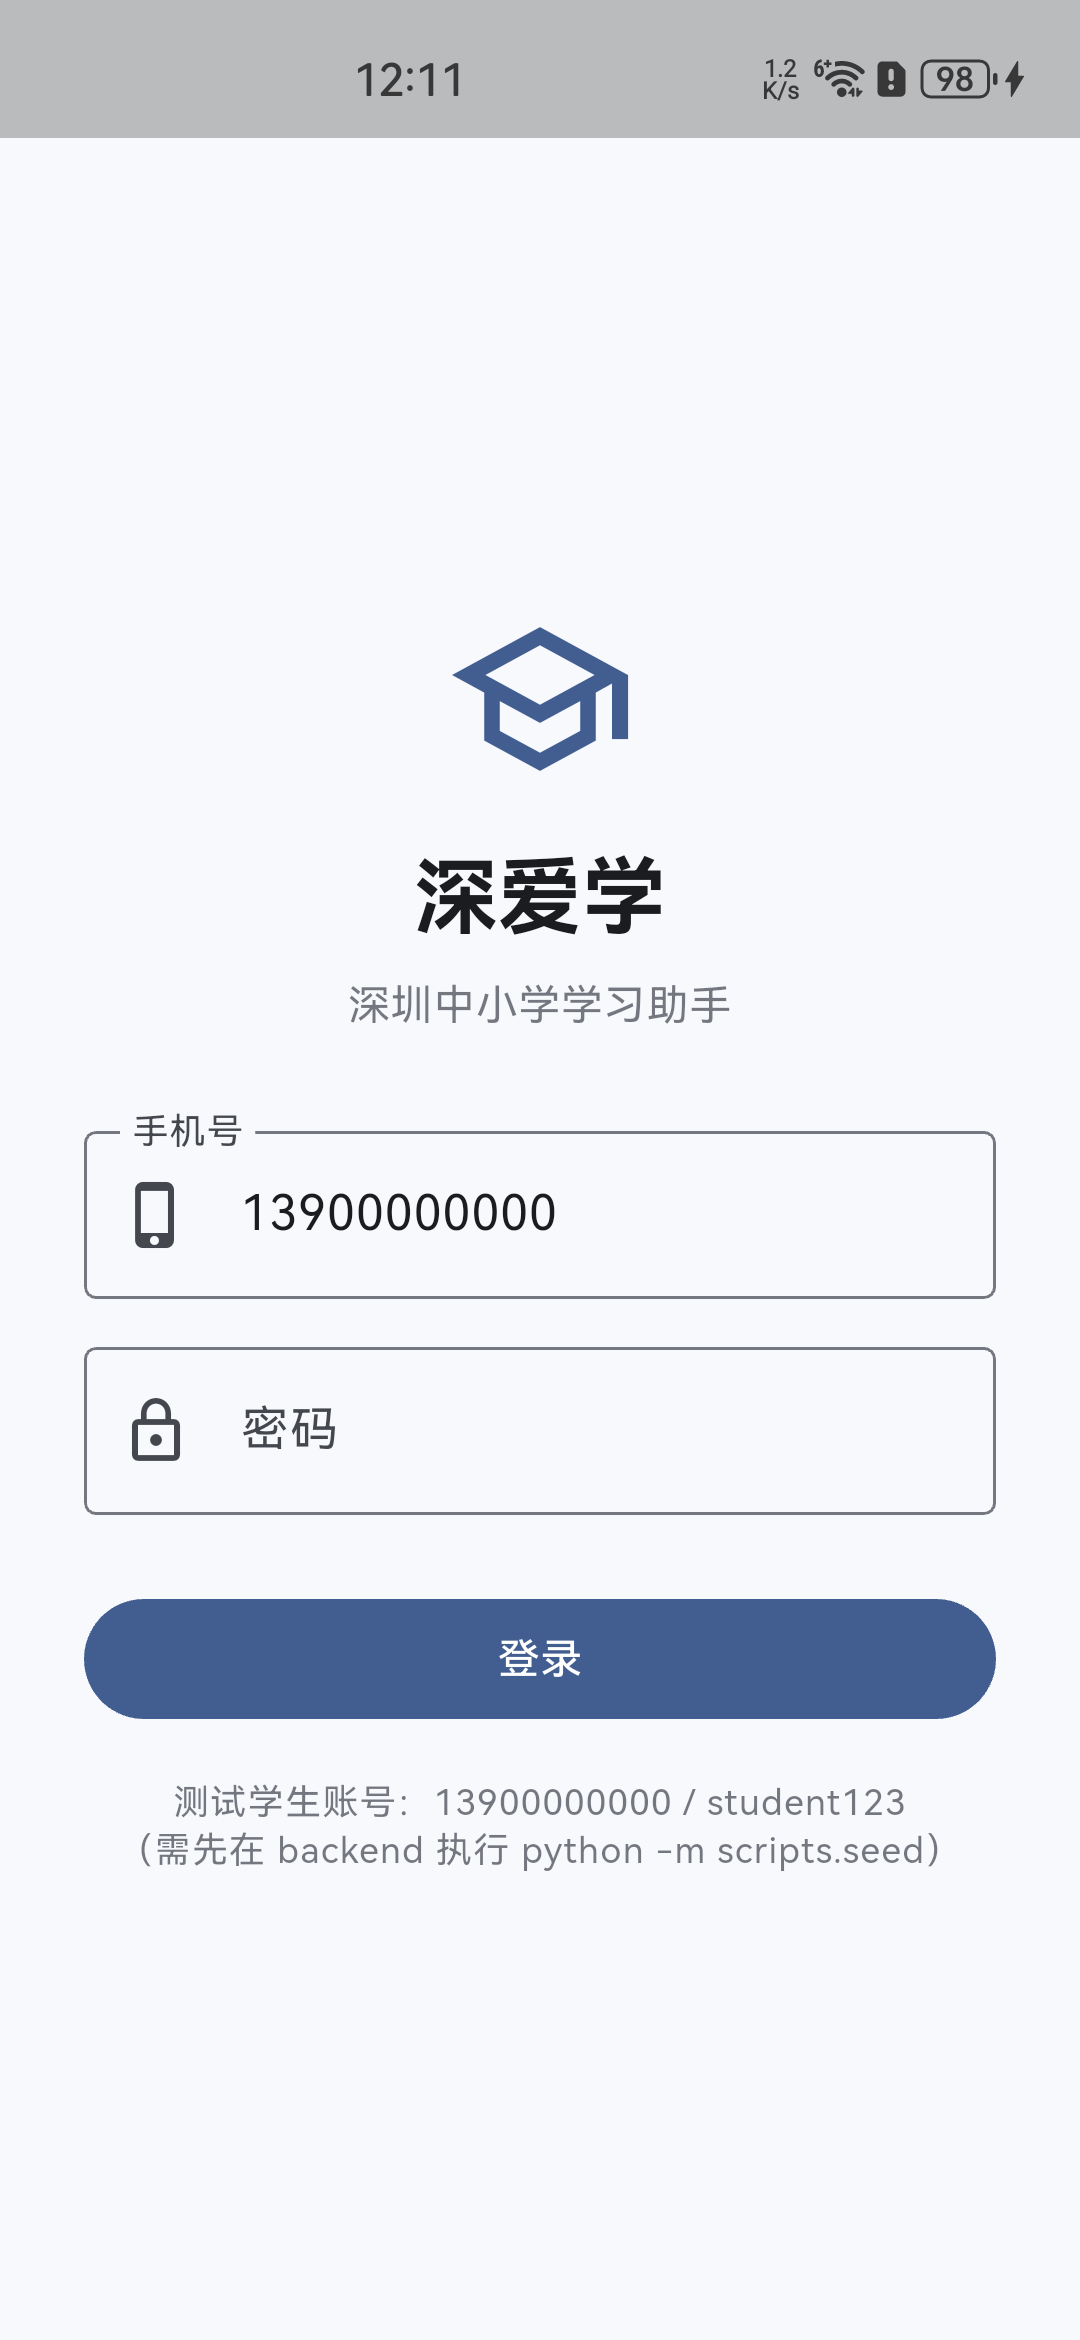 12:11
1.2
K/s
6+
98
深爱学
深圳中小学学习助手
手机号
13900000000
密码
登录
测试学生账号：13900000000 / student123
（需先在 backend 执行 python -m scripts.seed）